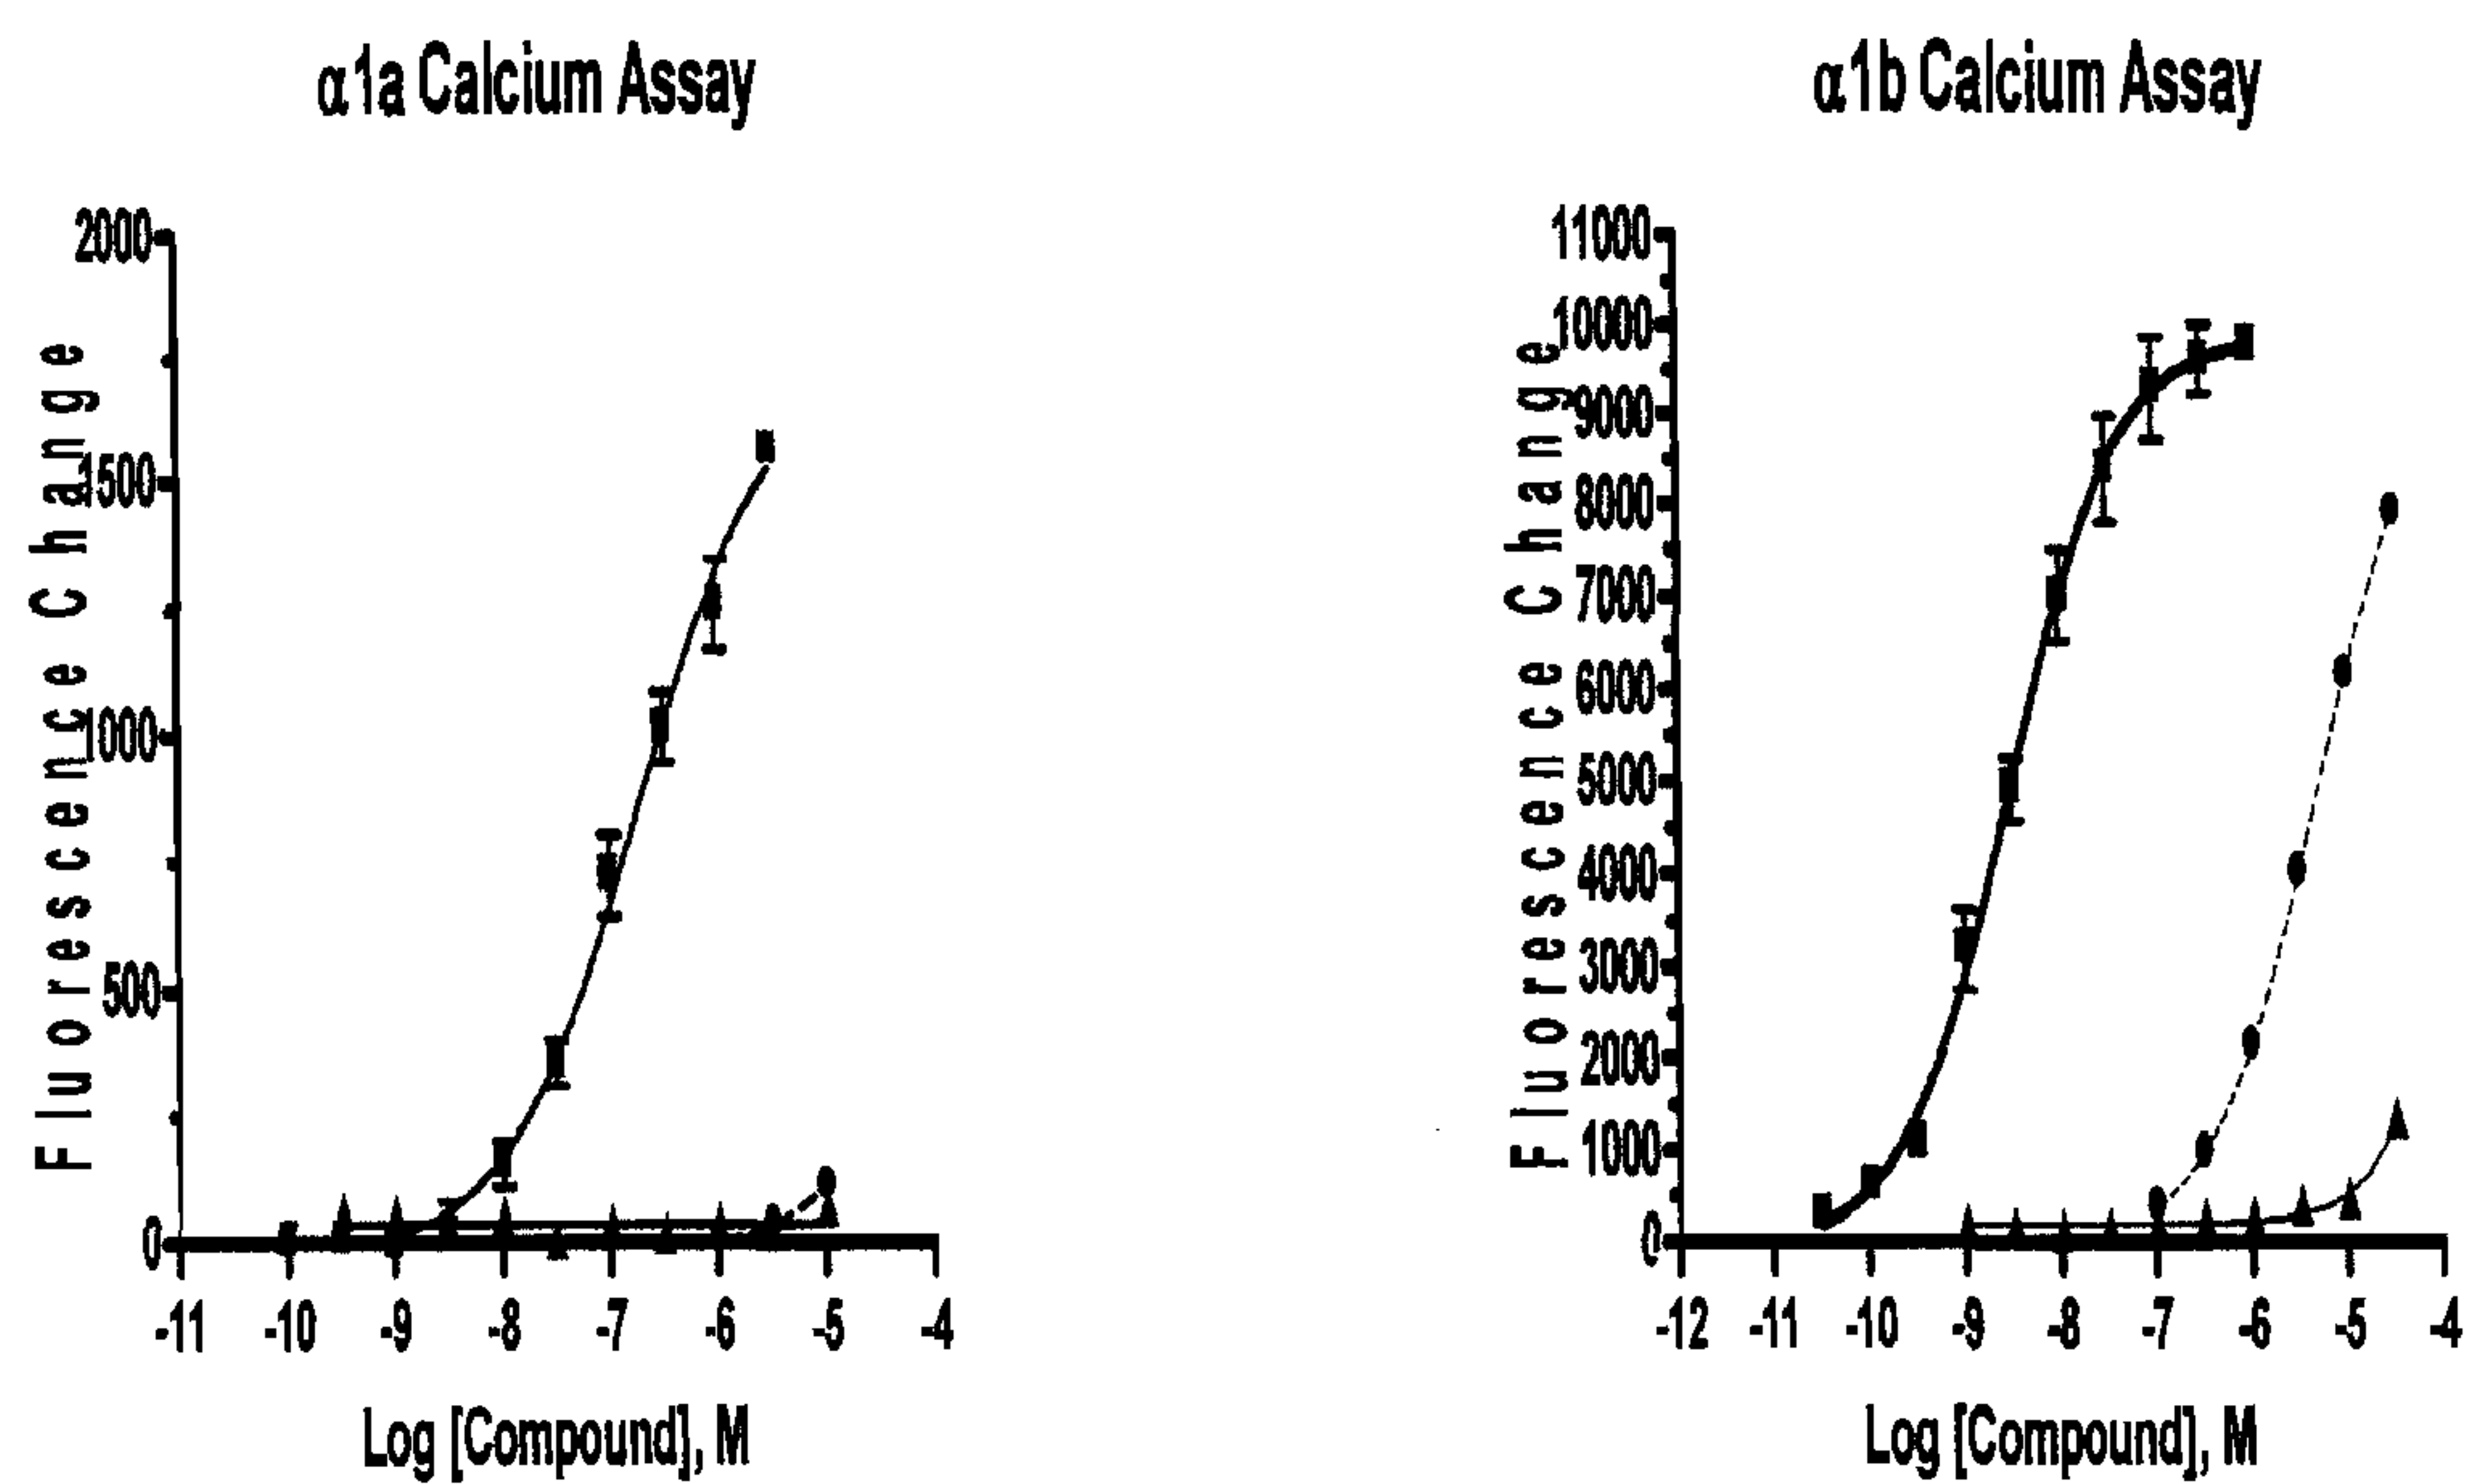 α1a Calcium Assay
Fluorescence Change
2000
1500
1000
500
0
-11 -10 -9 -8 -7 -6 -5 -4
Log [Compound], M
α1b Calcium Assay
Fluorescence Change
11000
10000
9000
8000
7000
6000
5000
4000
3000
2000
1000
0
-12 -11 -10 -9 -8 -7 -6 -5 -4
Log [Compound], M